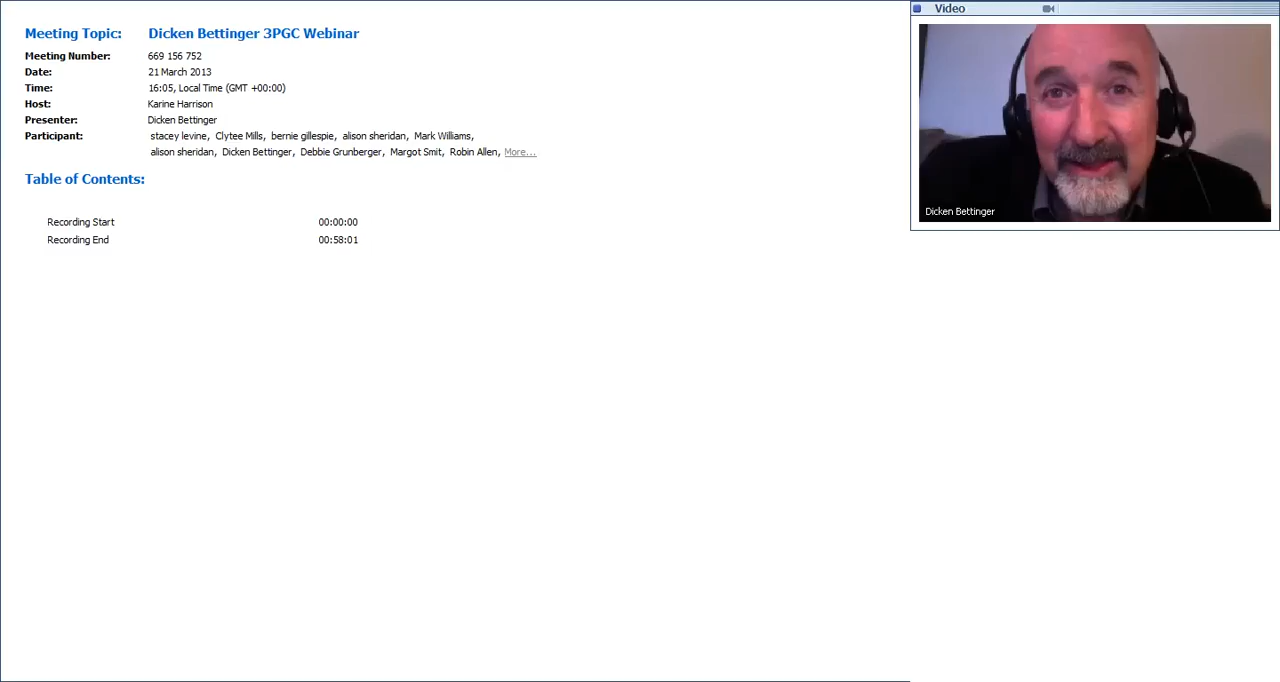 Meeting Topic: Dicken Bettinger 3PGC Webinar
Meeting Number: 669 156 752
Date: 21 March 2013
Time: 16:05, Local Time (GMT +00:00)
Host: Karine Harrison
Presenter: Dicken Bettinger
Participant: stacey levine, Clytee Mills, bernie gillespie, alison sheridan, Mark Williams,
alison sheridan, Dicken Bettinger, Debbie Grunberger, Margot Smit, Robin Allen, More...
Table of Contents:
Recording Start 00:00:00
Recording End 00:58:01
Video
Dicken Bettinger